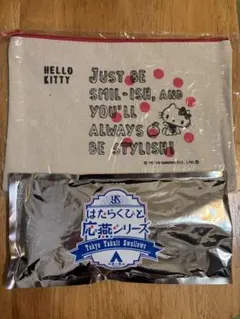 HELLO
KITTY
JUST BE
SMIL-ISH, AND
YOU'LL
ALWAYS
BE STYLISH!
はたらくひと
応燕シリーズ
Tokyo Yakult Swallows